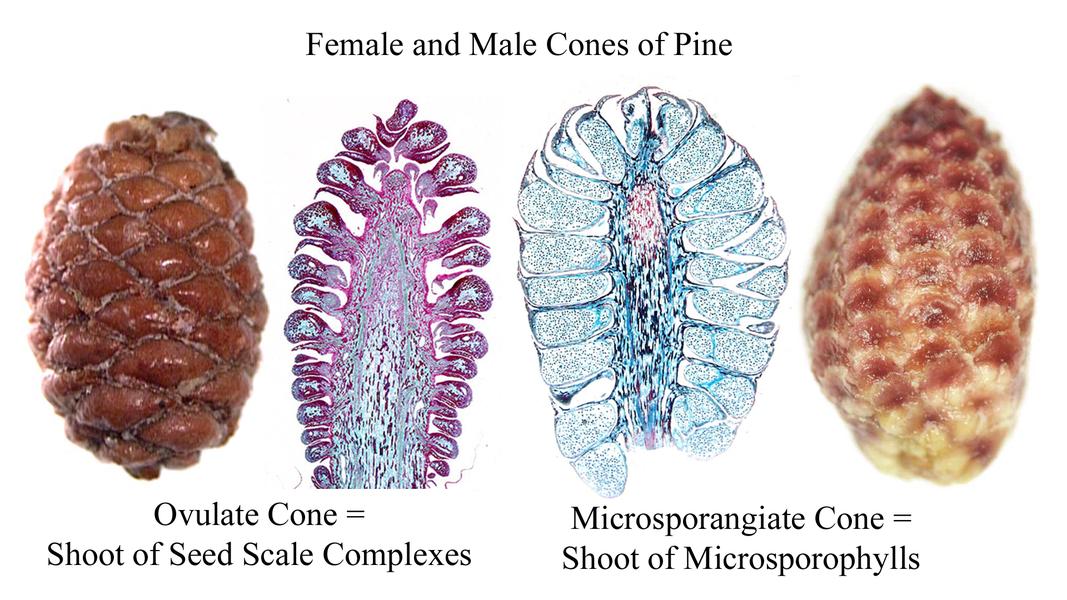 Female and Male Cones of Pine
Ovulate Cone =
Shoot of Seed Scale Complexes
Microsporangiate Cone =
Shoot of Microsporophylls